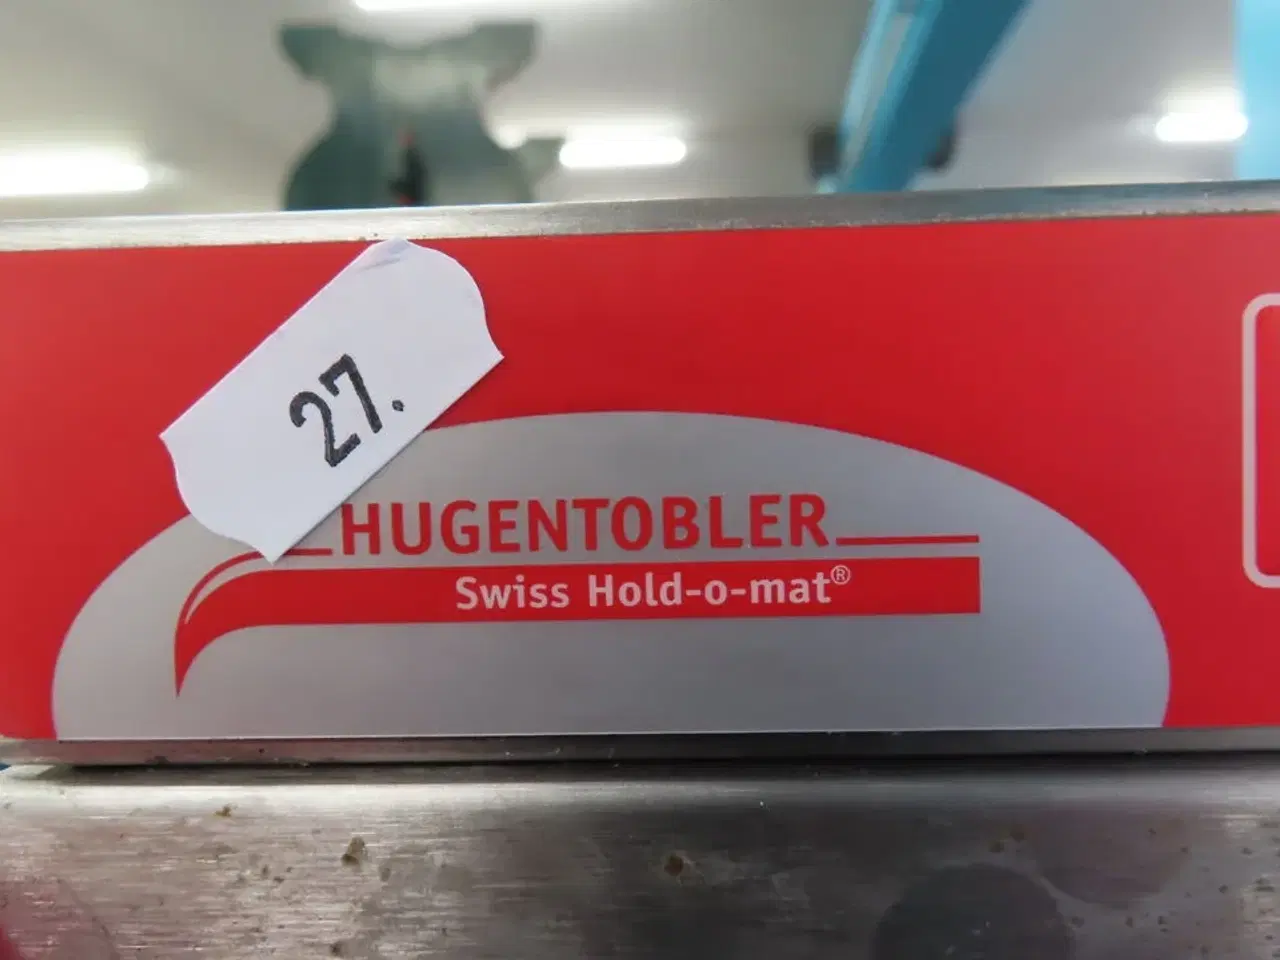 27.
HUGENTOBLER
Swiss Hold-o-mat®